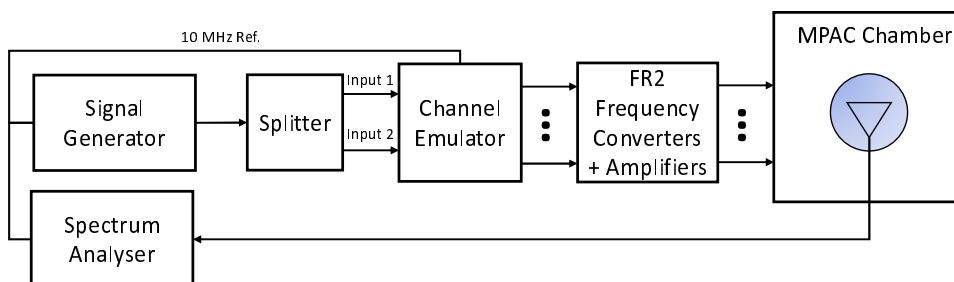 10 MHz Ref.
MPAC Chamber
Signal
Generator
Splitter
Input 1
Input 2
Channel
Emulator
FR2
Frequency
Converters
+ Amplifiers
Spectrum
Analyser